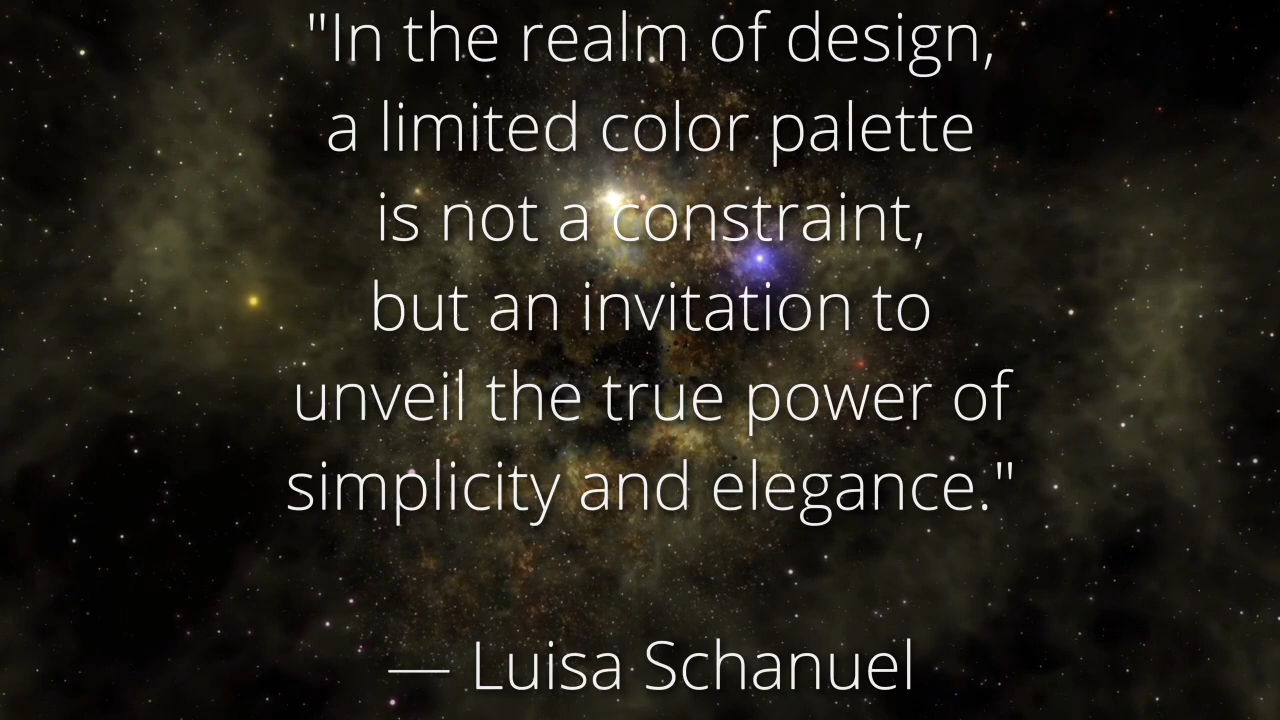 "In the realm of design,
a limited color palette
is not a constraint,
but an invitation to
unveil the true power of
simplicity and elegance."
— Luisa Schanuel